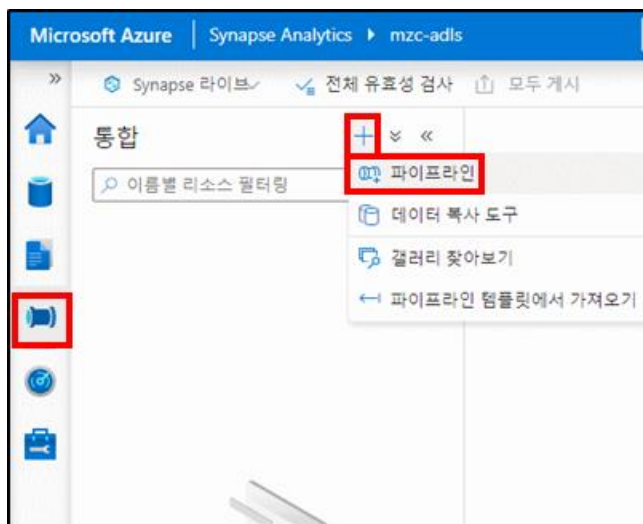 Microsoft Azure Synapse Analytics ▸ mzc-adls
» Synapse 라이브 전체 유효성 검사 모두 게시
통합
이름별 리소스 필터링
파이프라인
데이터 복사 도구
갤러리 찾아보기
파이프라인 템플릿에서 가져오기